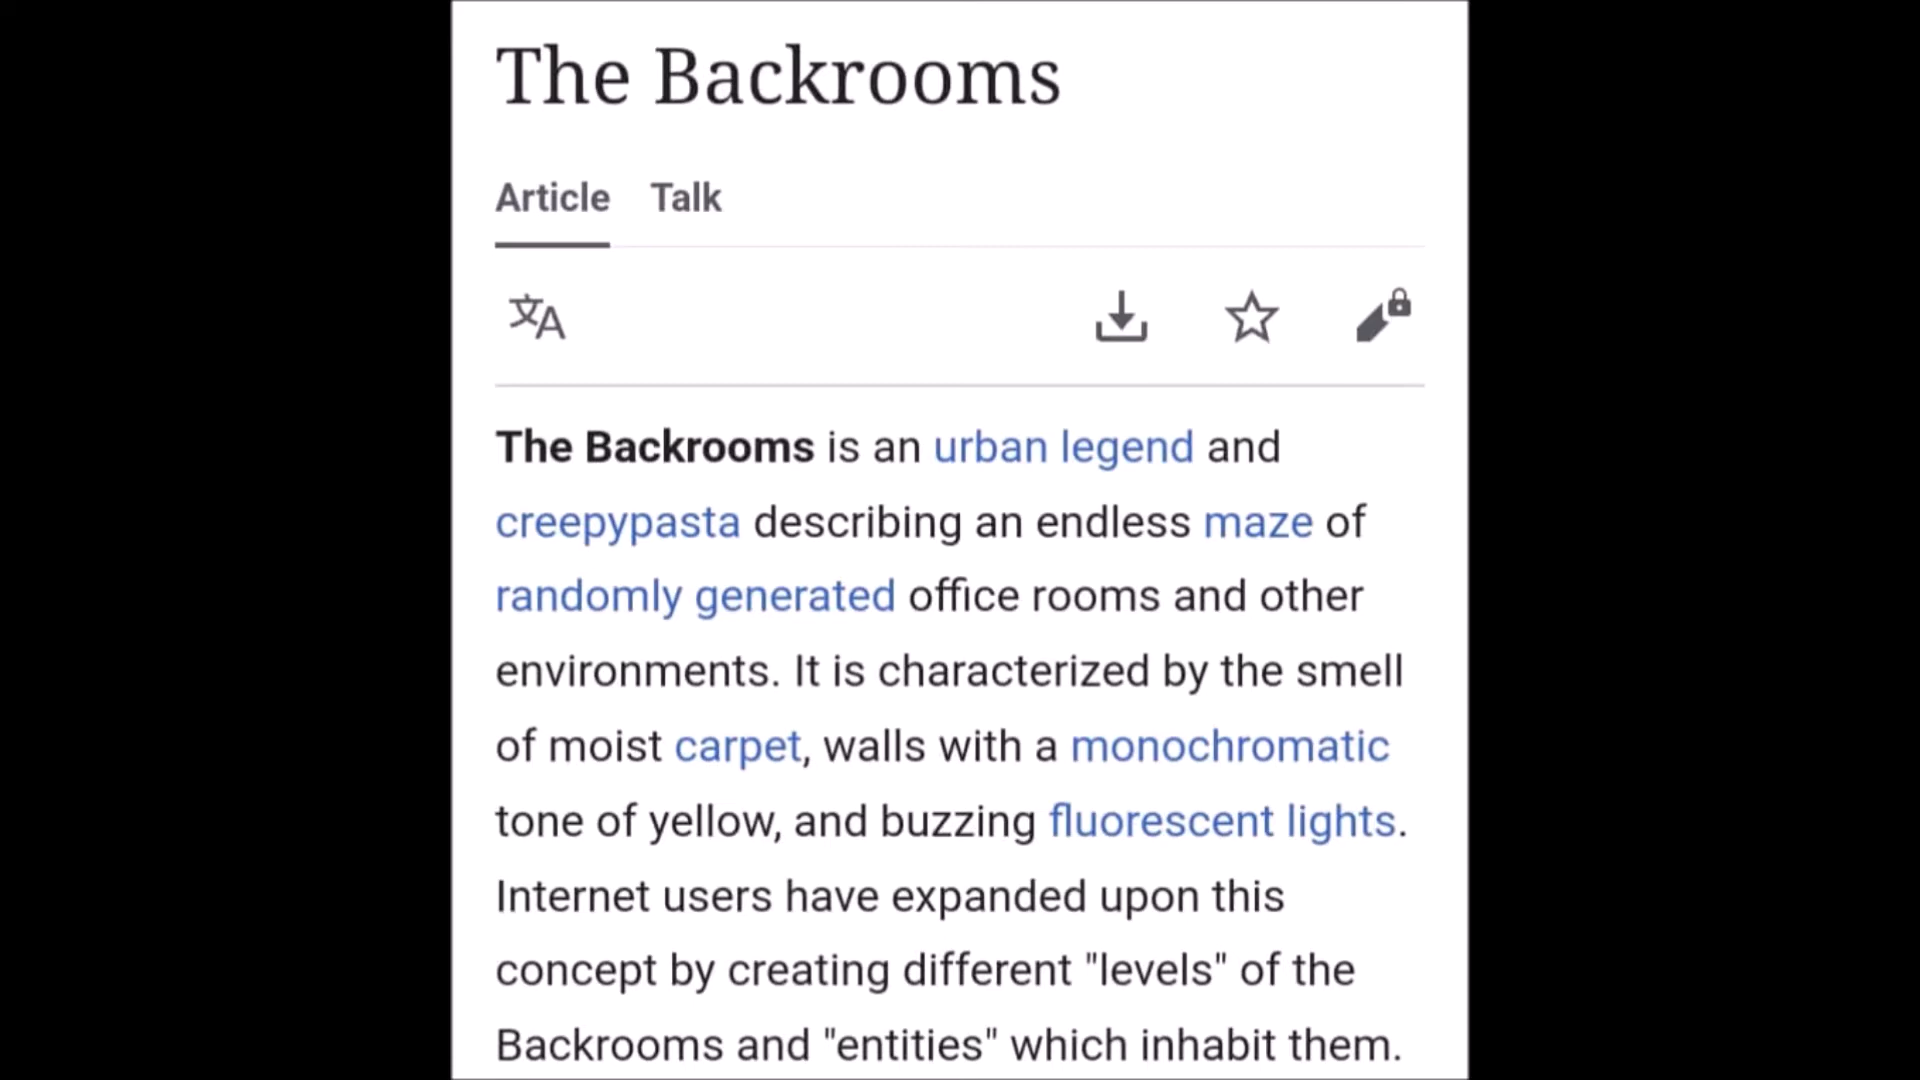 The Backrooms
Article Talk
The Backrooms is an urban legend and
creepypasta describing an endless maze of
randomly generated office rooms and other
environments. It is characterized by the smell
of moist carpet, walls with a monochromatic
tone of yellow, and buzzing fluorescent lights.
Internet users have expanded upon this
concept by creating different "levels" of the
Backrooms and "entities" which inhabit them.